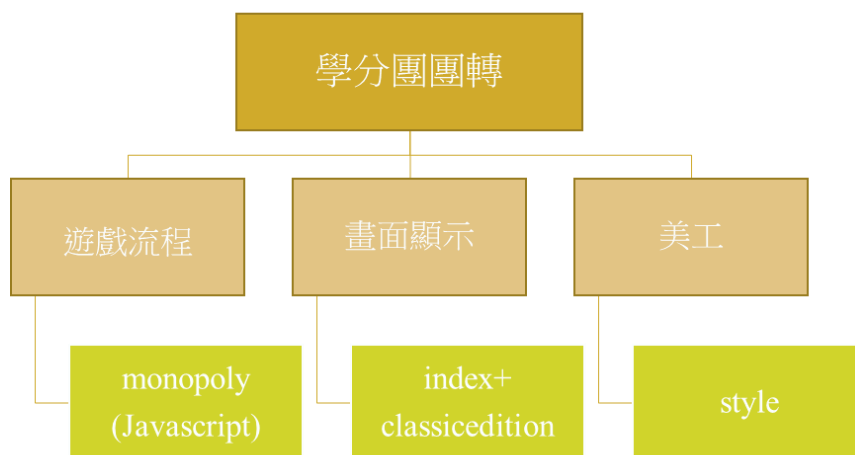 學分團團轉
遊戲流程
畫面顯示
美工
monopoly
(Javascript)
index+
classicedition
style